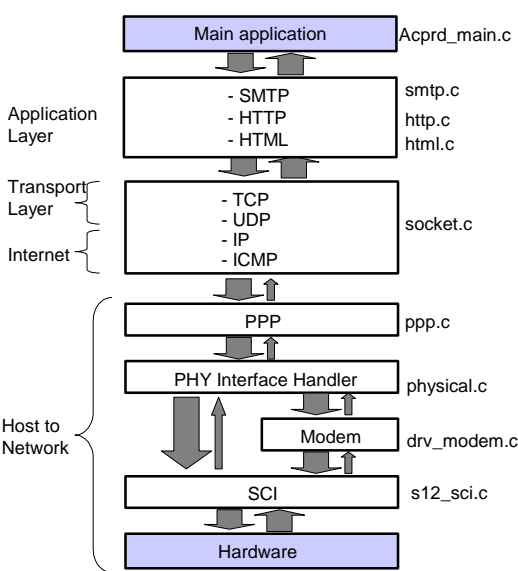 Main application
Acprd_main.c
Application
Layer
- SMTP
- HTTP
- HTML
smtp.c
http.c
html.c
Transport
Layer
Internet
- TCP
- UDP
- IP
- ICMP
socket.c
PPP
ppp.c
PHY Interface Handler
physical.c
Host to
Network
Modem
drv_modem.c
SCI
s12_sci.c
Hardware